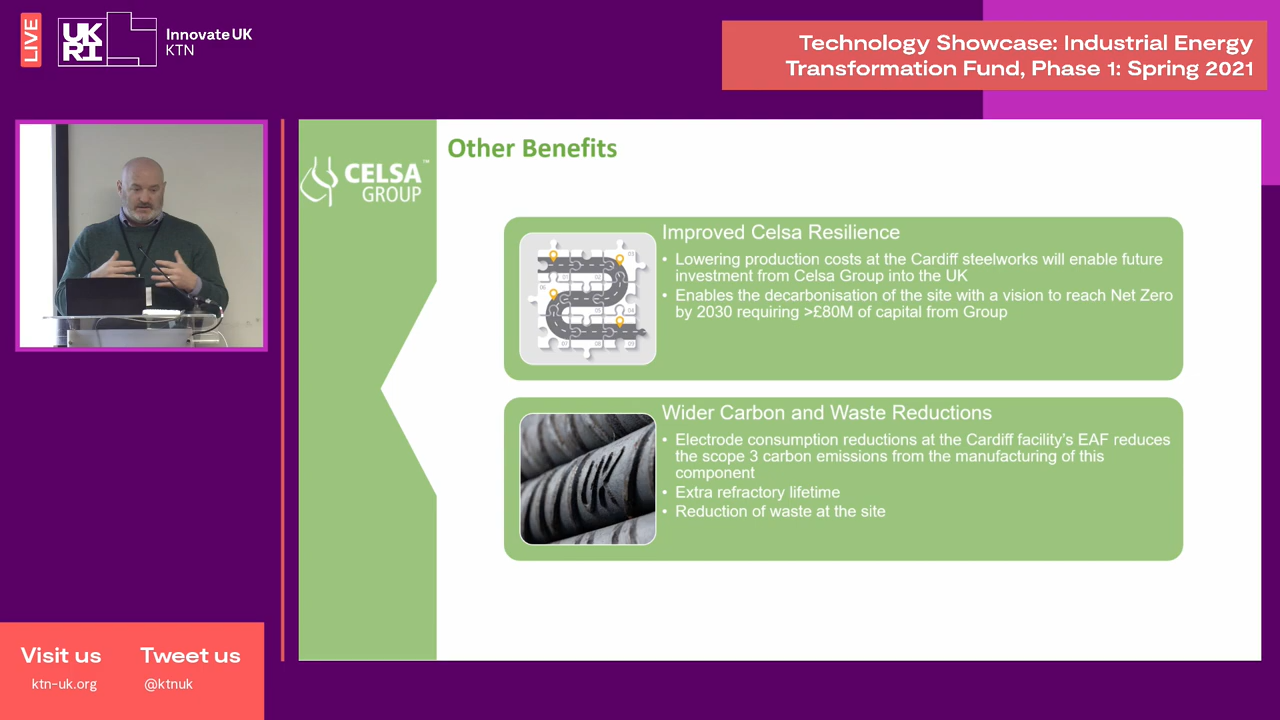 LIVE
UK
RI
Innovate UK
KTN
Technology Showcase: Industrial Energy
Transformation Fund, Phase 1: Spring 2021
CELSA™
GROUP
Other Benefits
Improved Celsa Resilience
• Lowering production costs at the Cardiff steelworks will enable future
investment from Celsa Group into the UK
• Enables the decarbonisation of the site with a vision to reach Net Zero
by 2030 requiring >£80M of capital from Group
Wider Carbon and Waste Reductions
• Electrode consumption reductions at the Cardiff facility's EAF reduces
the scope 3 carbon emissions from the manufacturing of this
component
• Extra refractory lifetime
• Reduction of waste at the site
UK
Visit us
ktn-uk.org
Tweet us
@ktnuk